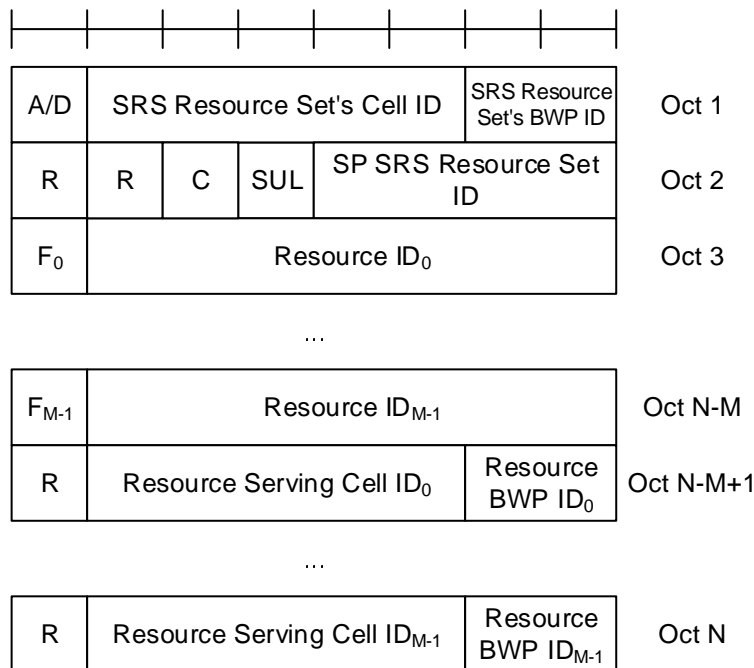 A/D SRS Resource Set's Cell ID SRS Resource Set's BWP ID Oct 1
R R C SUL SP SRS Resource Set ID Oct 2
F0 Resource ID0 Oct 3
...
FM-1 Resource IDM-1 Oct N-M
R Resource Serving Cell ID0 Resource BWP ID0 Oct N-M+1
...
R Resource Serving Cell IDM-1 Resource BWP IDM-1 Oct N